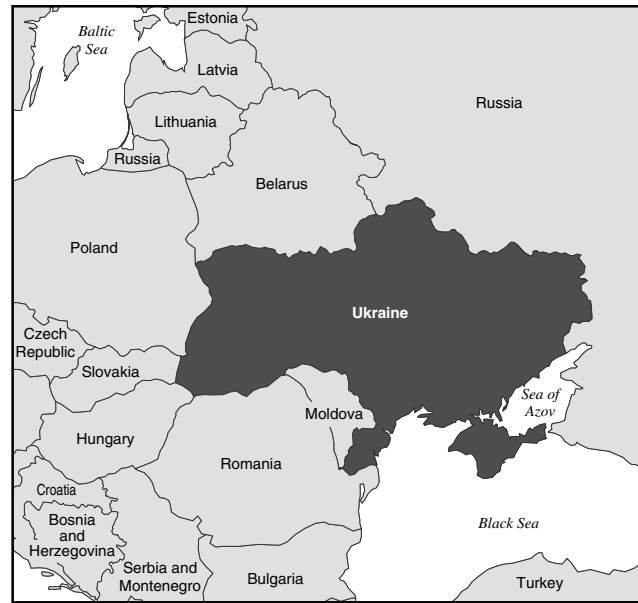 Estonia
Baltic
Sea
Latvia
Russia
Lithuania
Russia
Belarus
Poland
Ukraine
Czech
Republic
Slovakia
Sea of
Azov
Moldova
Hungary
Romania
Croatia
Bosnia
and
Herzegovina
Black Sea
Serbia and
Montenegro
Bulgaria
Turkey